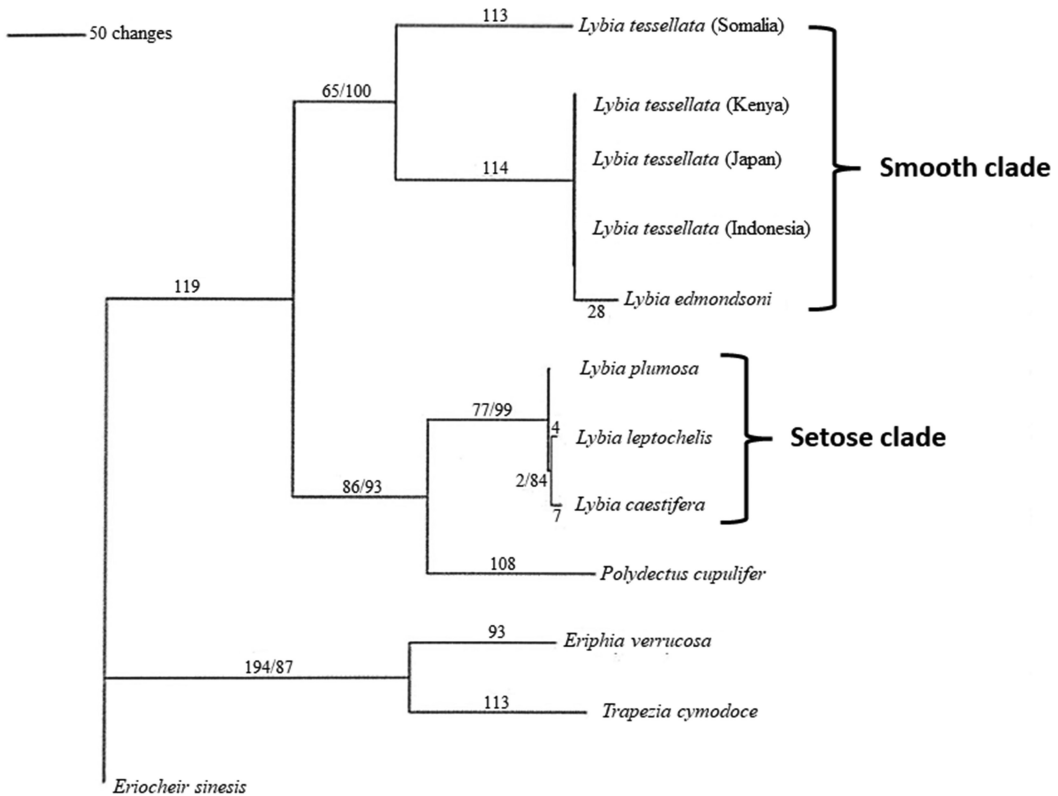 113
50 changes
Lybia tessellata (Somalia)
65/100
Lybia tessellata (Kenya)
Lybia tessellata (Japan)
114
Smooth clade
Lybia tessellata (Indonesia)
119
Lybia edmondsoni
28
Lybia plumosa
77/99
4
Lybia leptochelis
Setose clade
2/84
86/93
Lybia caestifera
7
108
Polydectus cupulifer
93
Eriphia verrucosa
194/87
113
Trapezia cymodoce
Eriocheir sinesis